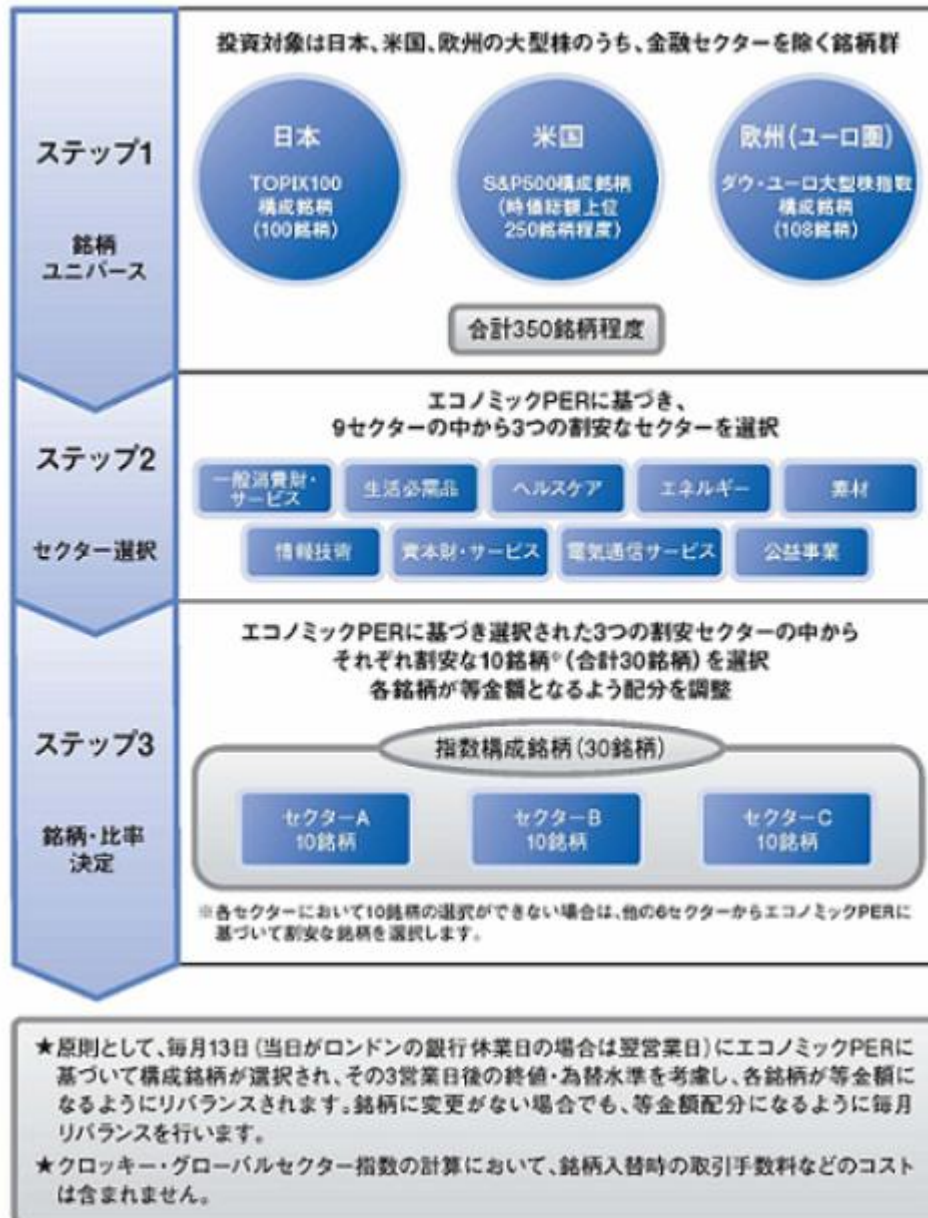 投資対象は日本、米国、欧州の大型株のうち、金融セクターを除く銘柄群
ステップ1
銘柄
ユニバース
日本
TOPIX100
構成銘柄
(100銘柄)
米国
S&P500構成銘柄
(時価総額上位
250銘柄程度)
欧州(ユーロ圏)
ダウ・ユーロ大型株指数
構成銘柄
(108銘柄)
合計350銘柄程度
ステップ2
セクター選択
エコノミックPERに基づき、
9セクターの中から3つの割安なセクターを選択
一般消費財・
サービス
生活必需品
ヘルスケア
エネルギー
素材
情報技術
資本財・サービス
電気通信サービス
公益事業
ステップ3
銘柄・比率
決定
エコノミックPERに基づき選択された3つの割安セクターの中から
それぞれ割安な10銘柄※(合計30銘柄)を選択
各銘柄が等金額となるよう配分を調整
指数構成銘柄(30銘柄)
セクターA
10銘柄
セクターB
10銘柄
セクターC
10銘柄
※各セクターにおいて10銘柄の選択ができない場合は、他の6セクターからエコノミックPERに
基づいて割安な銘柄を選択します。
★原則として、毎月13日(当日がロンドンの銀行休業日の場合は翌営業日)にエコノミックPERに
基づいて構成銘柄が選択され、その3営業日後の終値・為替水準を考慮し、各銘柄が等金額に
なるようにリバランスされます。銘柄に変更がない場合でも、等金額配分になるように毎月
リバランスを行います。
★クロッキー・グローバルセクター指数の計算において、銘柄入替時の取引手数料などのコスト
は含まれません。